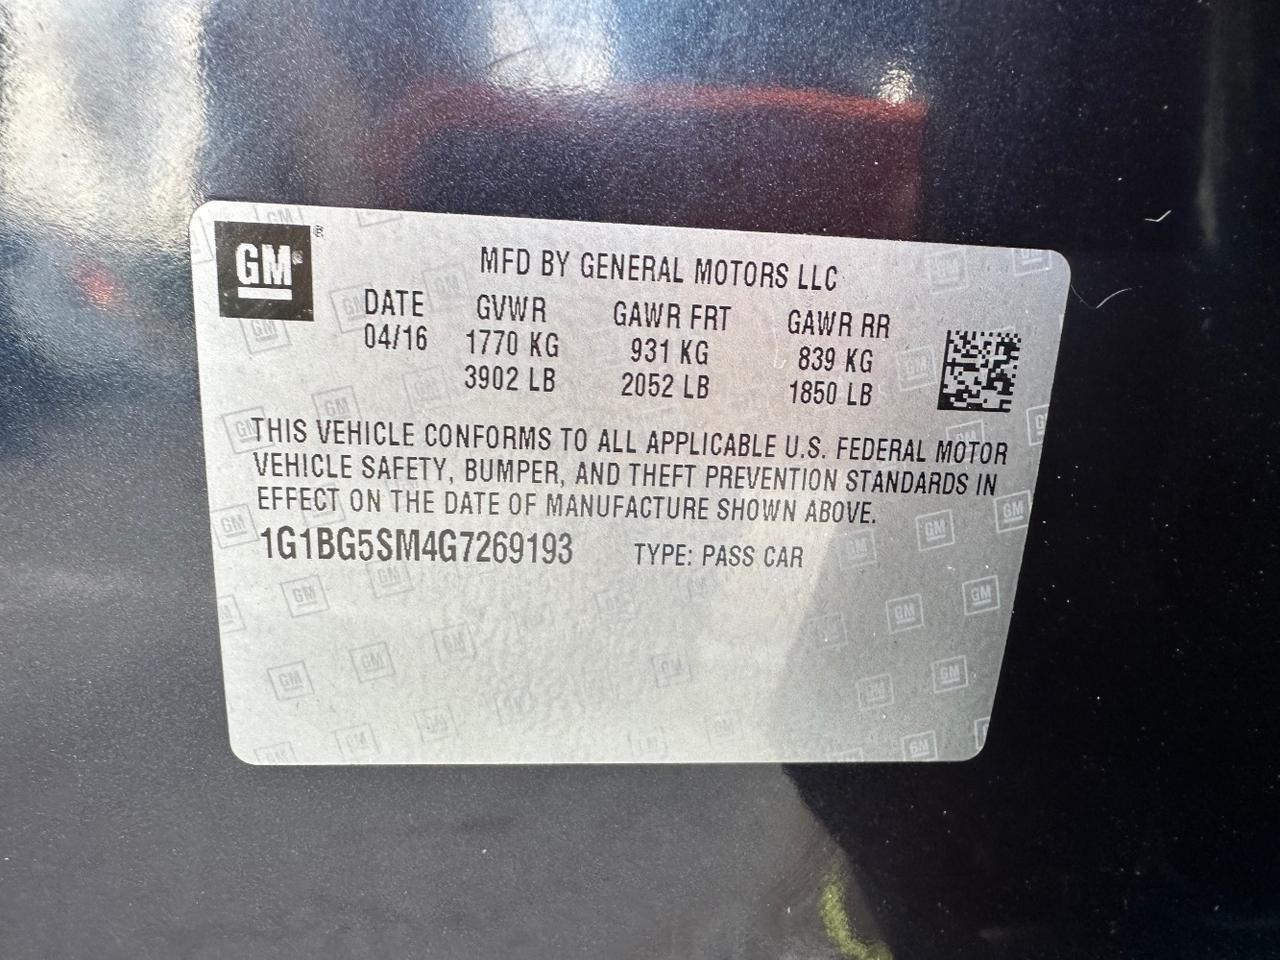 GM
MFD BY GENERAL MOTORS LLC
DATE GVWR GAWR FRT GAWR RR
04/16 1770 KG 931 KG 839 KG
3902 LB 2052 LB 1850 LB
THIS VEHICLE CONFORMS TO ALL APPLICABLE U.S. FEDERAL MOTOR
VEHICLE SAFETY, BUMPER, AND THEFT PREVENTION STANDARDS IN
EFFECT ON THE DATE OF MANUFACTURE SHOWN ABOVE.
1G1BG5SM4G7269193 TYPE: PASS CAR